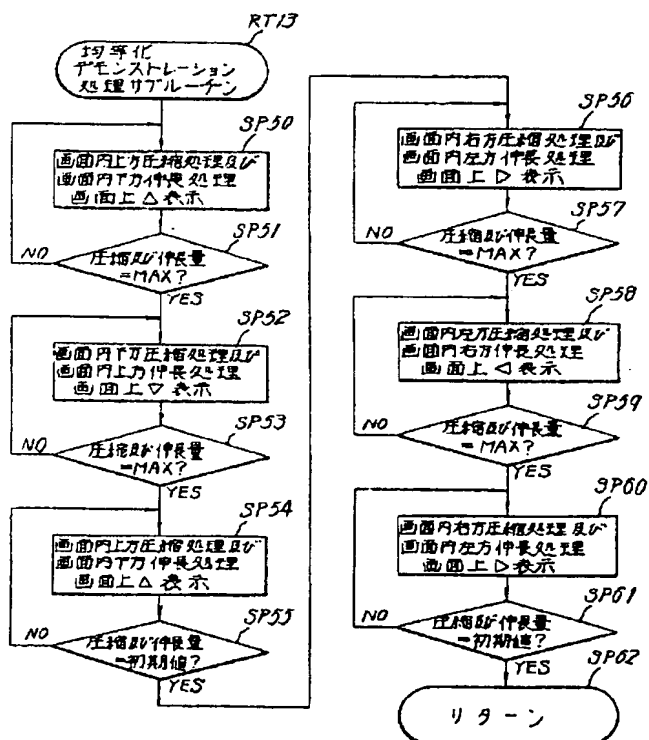 RT13
均等化
デモンストレーション
処理サブルーチン
SP50
画面内上方圧縮処理及び
画面内下方伸長処理
画面上△表示
SP51
圧縮及び伸長量
=MAX?
NO
YES
SP52
画面内下方圧縮処理及び
画面内上方伸長処理
画面上▽表示
SP53
圧縮及び伸長量
=MAX?
NO
YES
SP54
画面内上方圧縮処理及び
画面内下方伸長処理
画面上△表示
SP55
圧縮及び伸長量
=初期値?
NO
YES
SP56
画面内右方圧縮処理及び
画面内左方伸長処理
画面上▷表示
SP57
圧縮及び伸長量
=MAX?
NO
YES
SP58
画面内左方圧縮処理及び
画面内右方伸長処理
画面上◁表示
SP59
圧縮及び伸長量
=MAX?
NO
YES
SP60
画面内右方圧縮処理及び
画面内左方伸長処理
画面上▷表示
SP61
圧縮及び伸長量
=初期値?
NO
YES
SP62
リターン